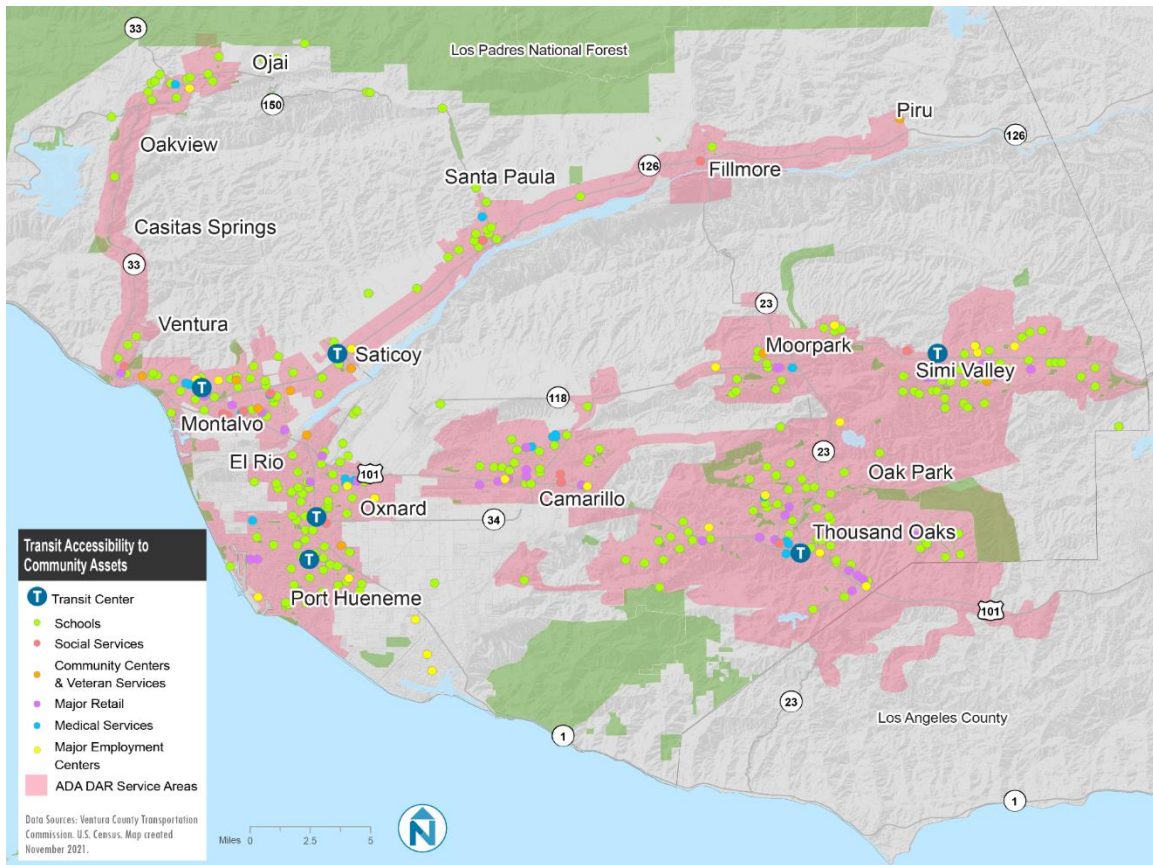 33
Los Padres National Forest
Ojai
150
Piru
Oakview
126
126
Fillmore
Santa Paula
Casitas Springs
33
23
Ventura
T
Saticoy
Moorpark
T
Simi Valley
T
118
Montalvo
23
El Rio
101
Oak Park
Camarillo
Oxnard
34
T
Thousand Oaks
T
T
Port Hueneme
101
23
Los Angeles County
1
1
Transit Accessibility to
Community Assets
T Transit Center
Schools
Social Services
Community Centers
& Veteran Services
Major Retail
Medical Services
Major Employment
Centers
ADA DAR Service Areas
Data Sources: Ventura County Transportation
Commission. U.S. Census. Map created
November 2021.
Miles 0 2.5 5
N